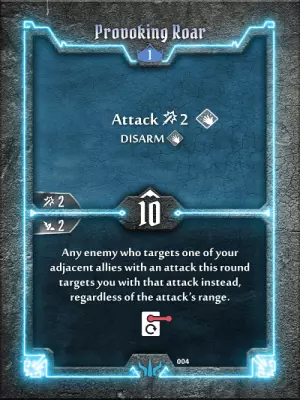 Provoking Roar
1
Attack 2
DISARM
2
10
2
Any enemy who targets one of your
adjacent allies with an attack this round
targets you with that attack instead,
regardless of the attack's range.
004